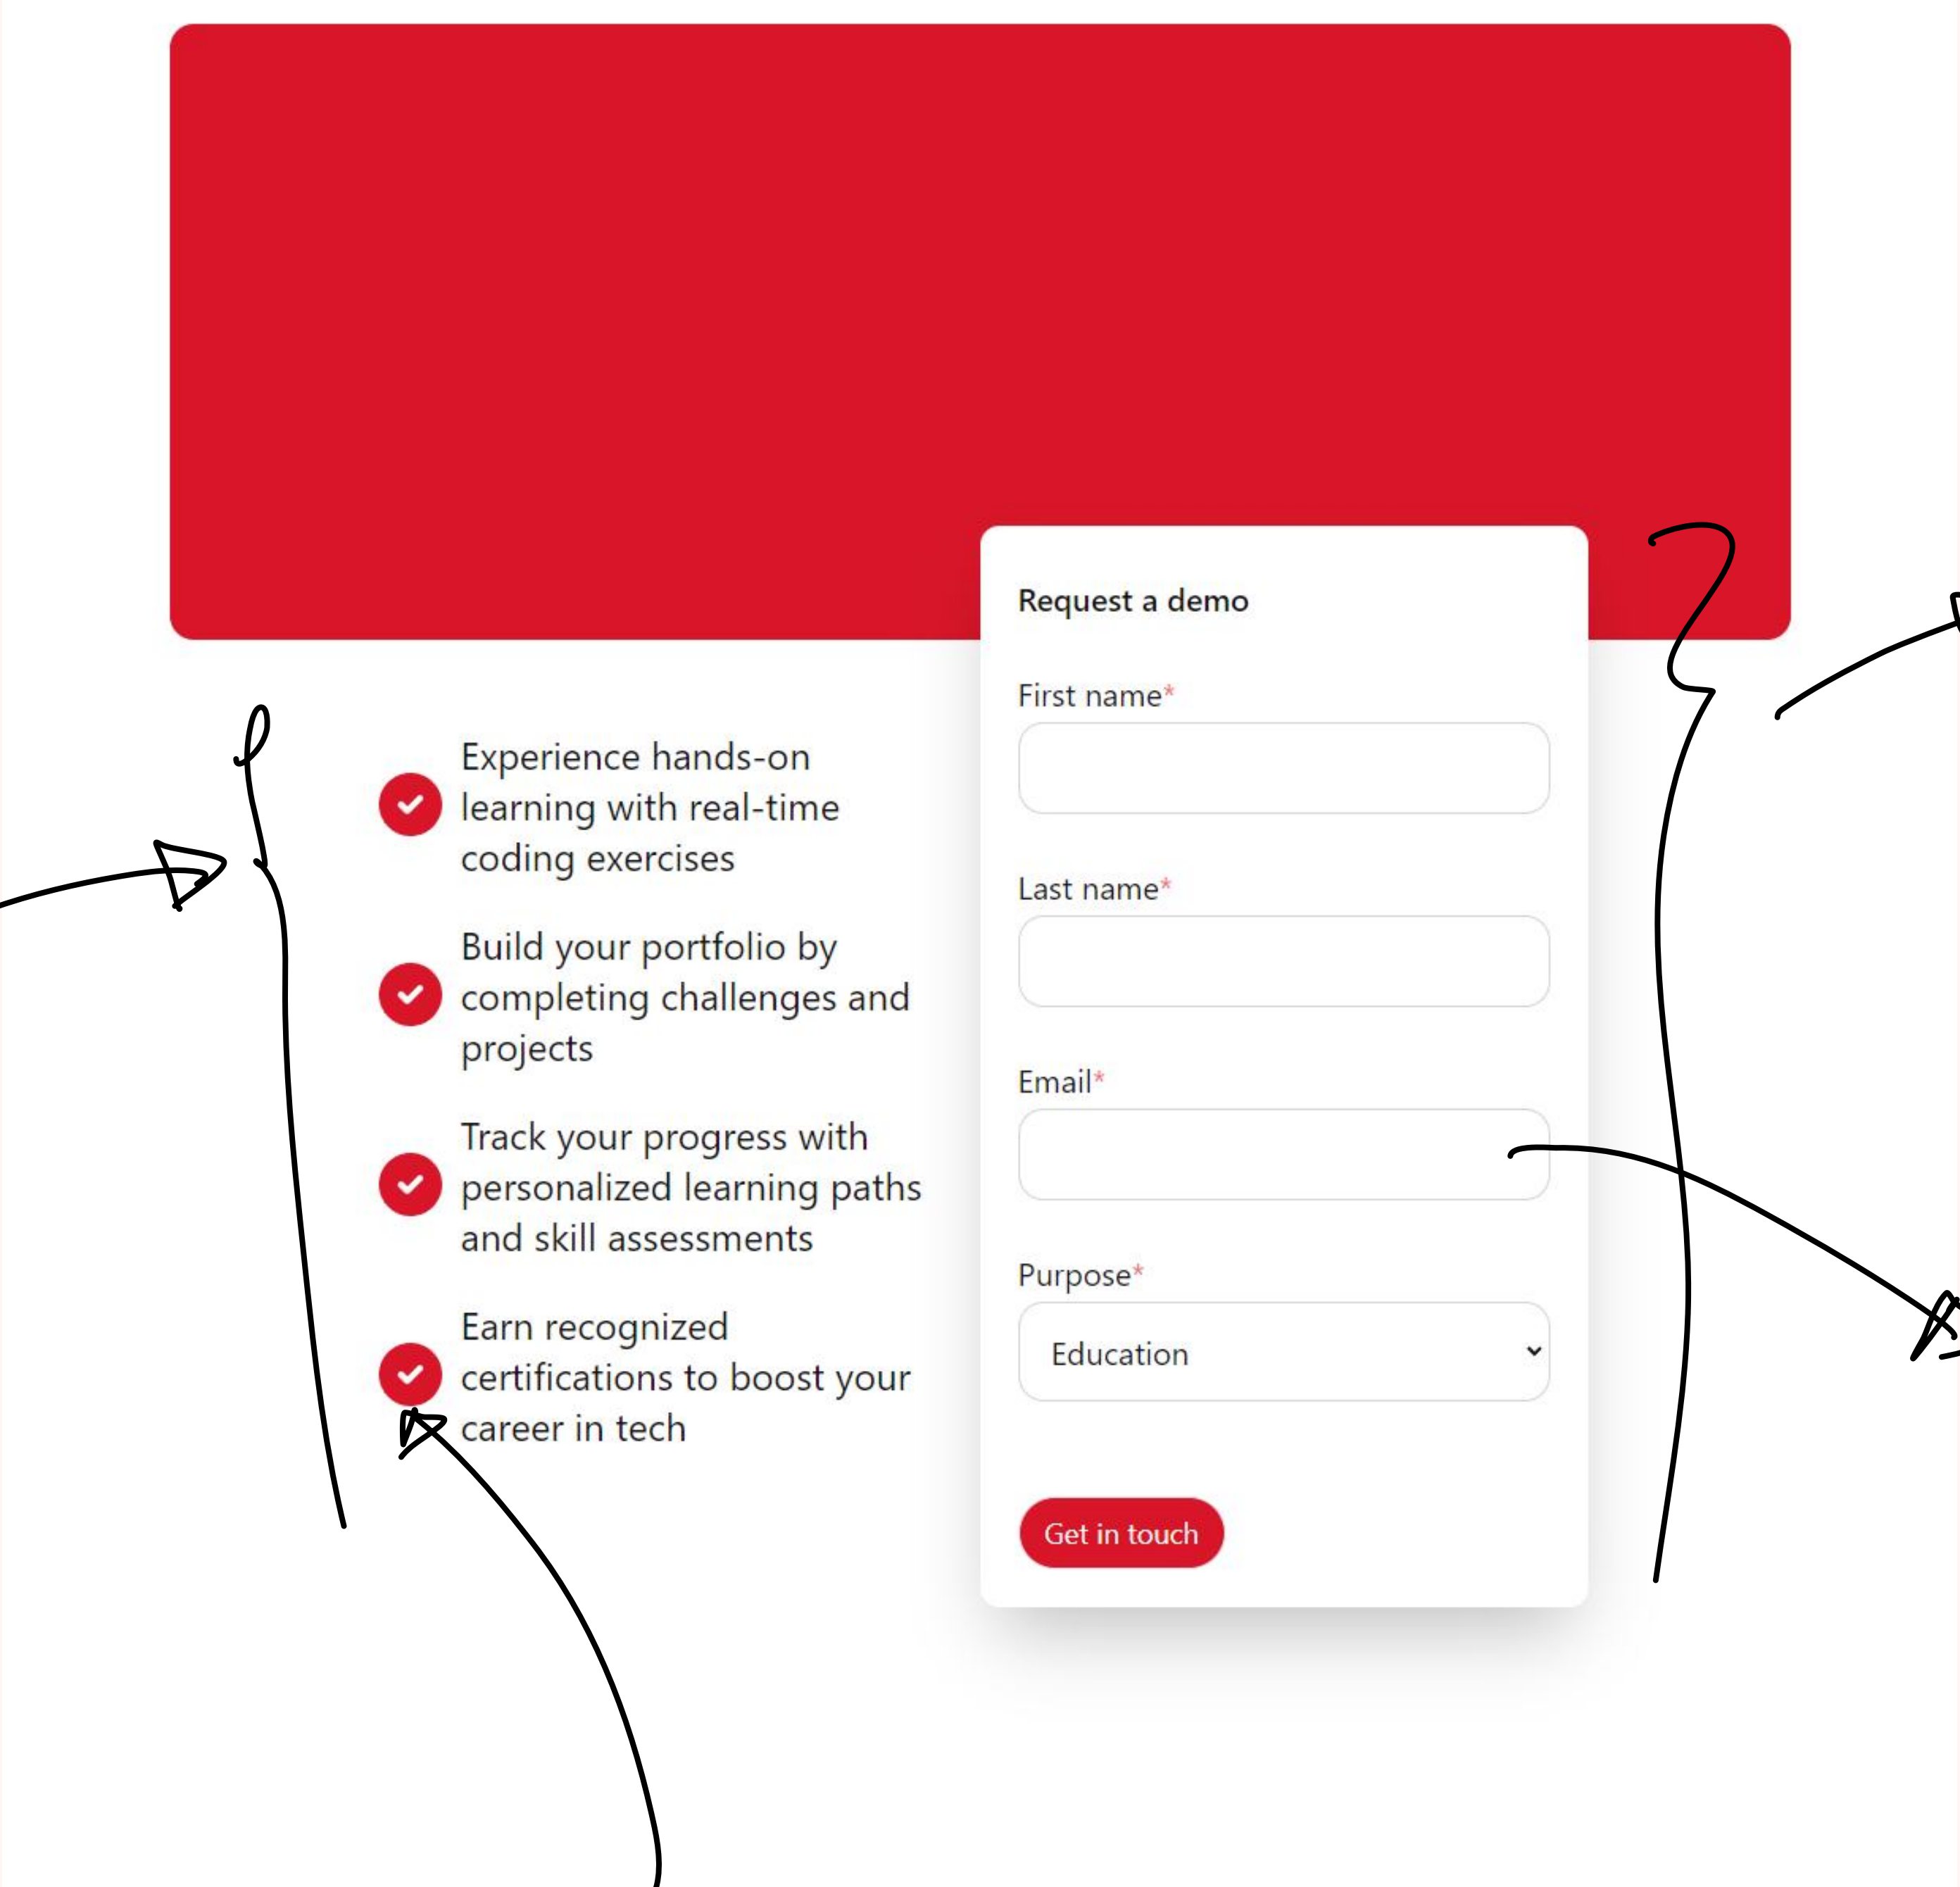 Experience hands-on
learning with real-time
coding exercises
Build your portfolio by
completing challenges and
projects
Track your progress with
personalized learning paths
and skill assessments
Earn recognized
certifications to boost your
career in tech
Request a demo
First name*
Last name*
Email*
Purpose*
Education
Get in touch